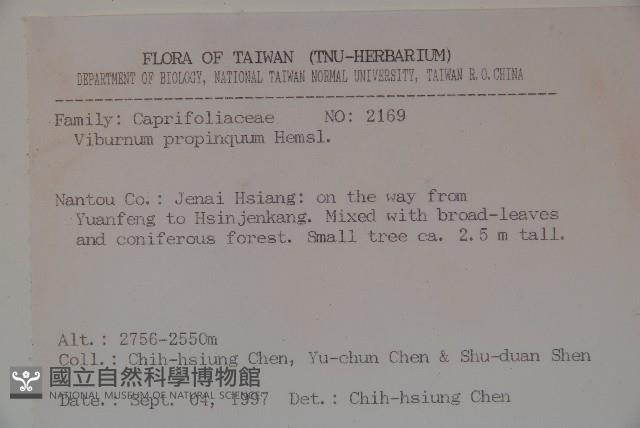 FLORA OF TAIWAN (TNU-HERBARIUM)
DEPARTMENT OF BIOLOGY, NATIONAL TAIWAN NORMAL UNIVERSITY, TAIWAN R.O.CHINA
Family: Caprifoliaceae NO: 2169
Viburnum propinquum Hemsl.
Nantou Co.: Jenai Hsiang: on the way from
Yuanfeng to Hsinjenkang. Mixed with broad-leaves
and coniferous forest. Small tree ca. 2.5 m tall.
Alt.: 2756-2550m
Coll.: Chih-hsiung Chen, Yu-chun Chen & Shu-duan Shen
國立自然科學博物館
NATIONAL MUSEUM OF NATURAL SCIENCE
Date.: Sept. 04, 1997 Det.: Chih-hsiung Chen